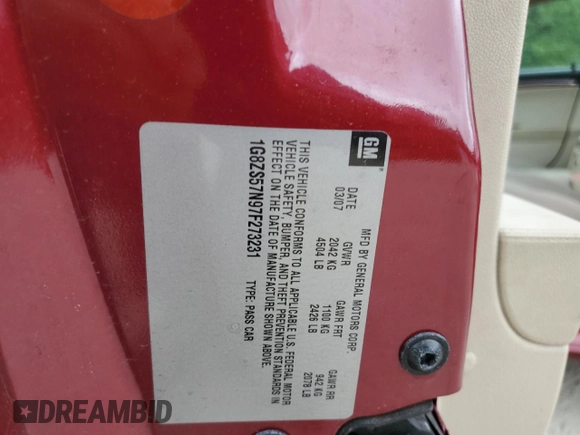 GM
MFD BY GENERAL MOTORS CORP.
DATE GVWR GAWR FRT GAWR RR
03/07 2042 KG 1100 KG 942 KG
4504 LB 2426 LB 2078 LB
THIS VEHICLE CONFORMS TO ALL APPLICABLE U.S. FEDERAL MOTOR
VEHICLE SAFETY, BUMPER, AND THEFT PREVENTION STANDARDS IN
EFFECT ON THE DATE OF MANUFACTURE SHOWN ABOVE.
1G8ZS57N97F273231 TYPE: PASS CAR
DREAMBID